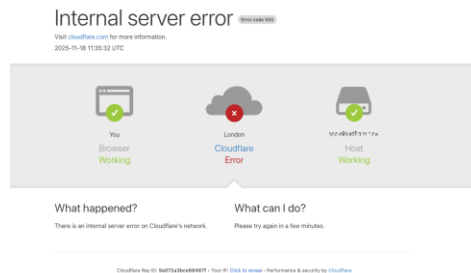 Internal server error Error code 500
Visit cloudflare.com for more information.
2025-11-18 11:35:32 UTC
You
Browser
Working
London
Cloudflare
Error
Host
Working
What happened?
There is an internal server error on Cloudflare's network.
What can I do?
Please try again in a few minutes.
Cloudflare Ray ID: • Your IP: Click to reveal • Performance & security by Cloudflare